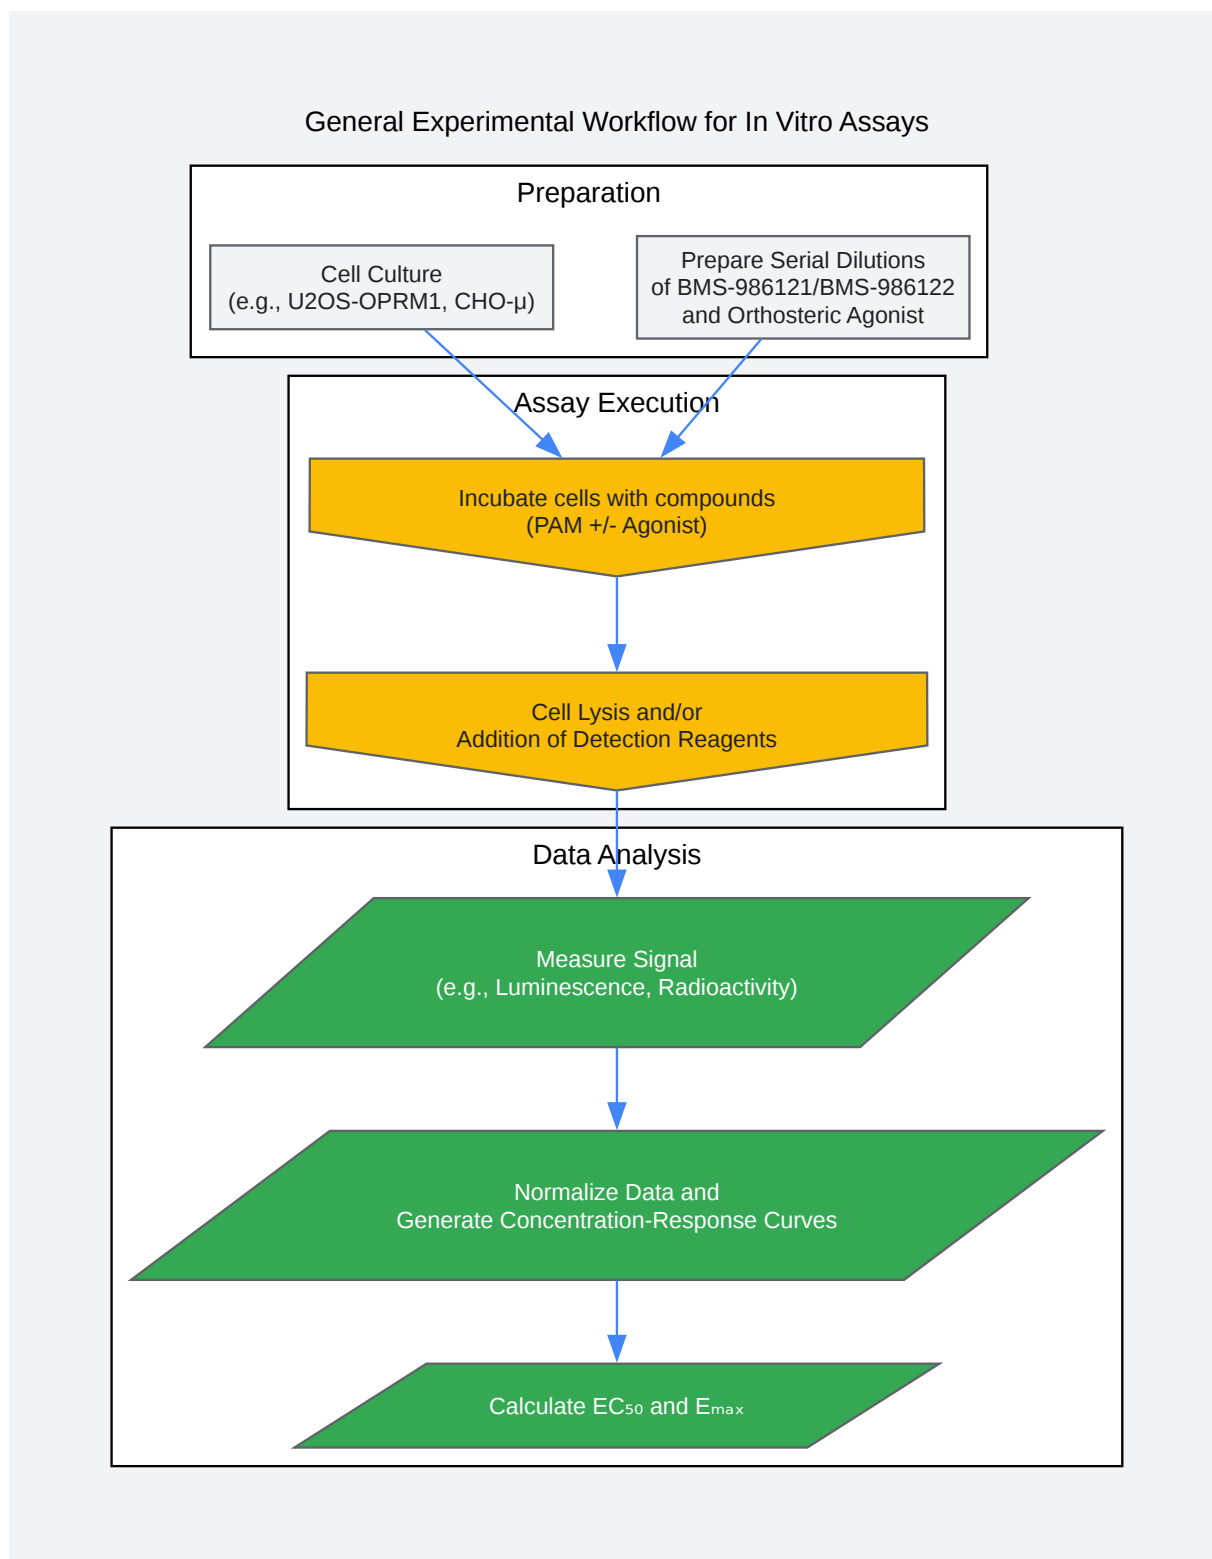 General Experimental Workflow for In Vitro Assays
Preparation
Cell Culture
(e.g., U2OS-OPRM1, CHO-μ)
Prepare Serial Dilutions
of BMS-986121/BMS-986122
and Orthosteric Agonist
Assay Execution
Incubate cells with compounds
(PAM +/- Agonist)
Cell Lysis and/or
Addition of Detection Reagents
Data Analysis
Measure Signal
(e.g., Luminescence, Radioactivity)
Normalize Data and
Generate Concentration-Response Curves
Calculate EC₅₀ and Eₘₐₓ